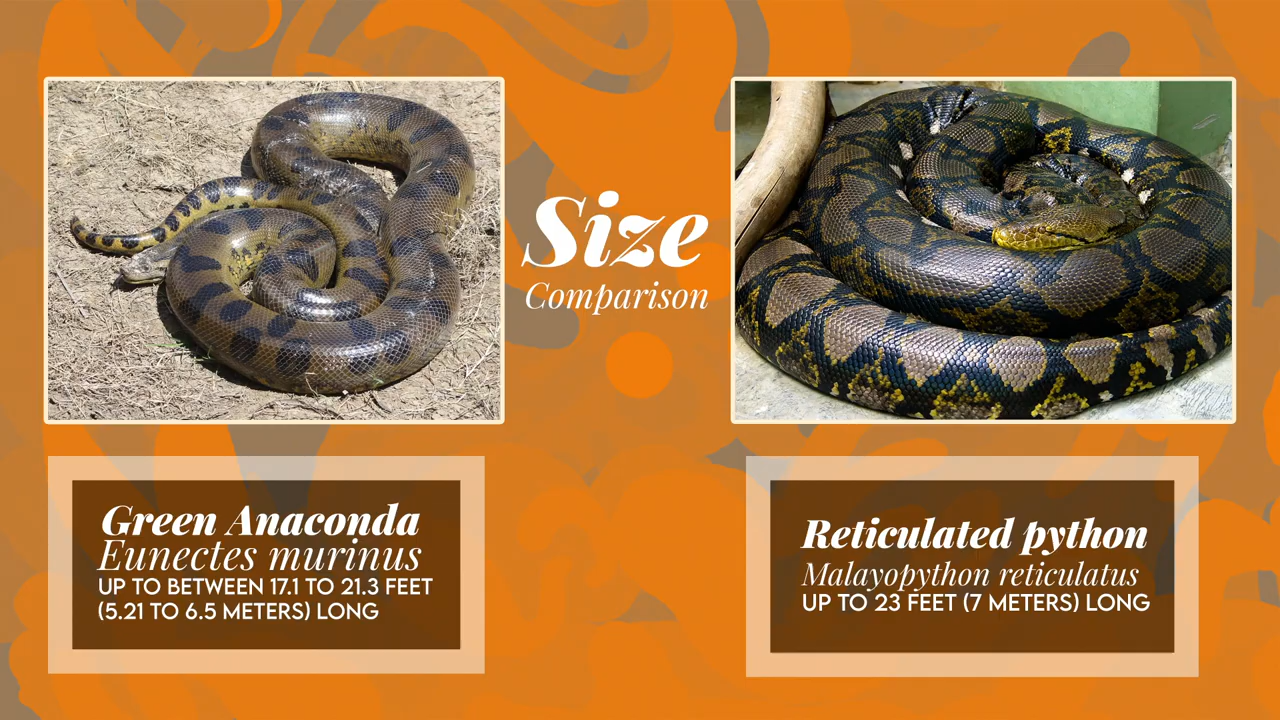 Size
Comparison
Green Anaconda
Eunectes murinus
UP TO BETWEEN 17.1 TO 21.3 FEET
(5.21 TO 6.5 METERS) LONG
Reticulated python
Malayopython reticulatus
UP TO 23 FEET (7 METERS) LONG